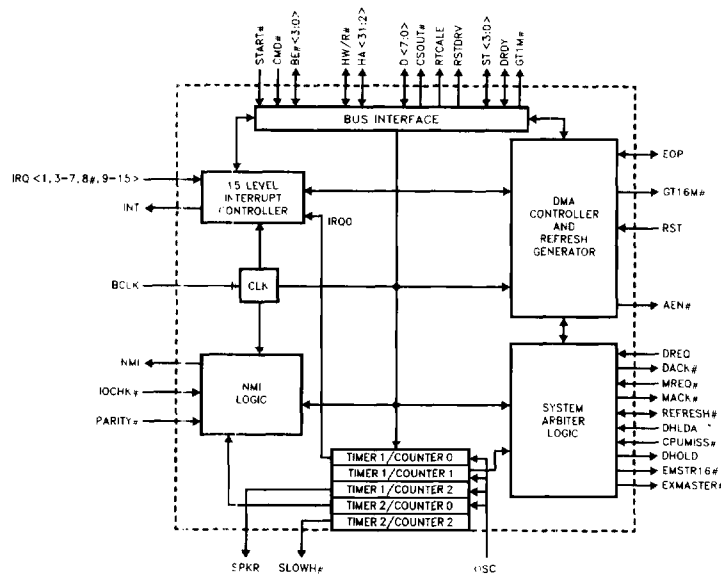 START#
CMD#
BE#<3:0>
HW/R#
HA<31:2>
D<7:0>
CSOUT#
RTCALE
RSTDRV
ST<3:0>
DRDY
GT1M#
BUS INTERFACE
IRQ<1,3-7,8#,9-15>
INT
15 LEVEL
INTERRUPT
CONTROLLER
IRQ0
DMA
CONTROLLER
AND
REFRESH
GENERATOR
EOP
GT16M#
RST
AEN#
BCLK
CLK
NMI
IOCHK#
PARITY#
NMI
LOGIC
SYSTEM
ARBITER
LOGIC
DREQ
DACK#
MREQ#
MACK#
REFRESH#
DHLDA
CPUMISS#
DHOLD
EMSTR16#
EXMASTER#
TIMER 1/COUNTER 0
TIMER 1/COUNTER 1
TIMER 1/COUNTER 2
TIMER 2/COUNTER 0
TIMER 2/COUNTER 2
SPKR
SLOWH#
OSC